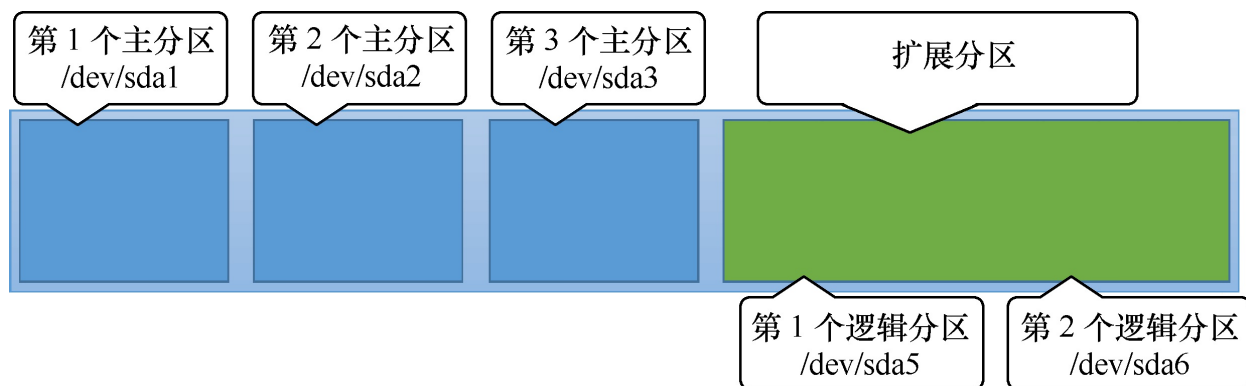 第 1 个主分区
/dev/sda1
第 2 个主分区
/dev/sda2
第 3 个主分区
/dev/sda3
扩展分区
第 1 个逻辑分区
/dev/sda5
第 2 个逻辑分区
/dev/sda6